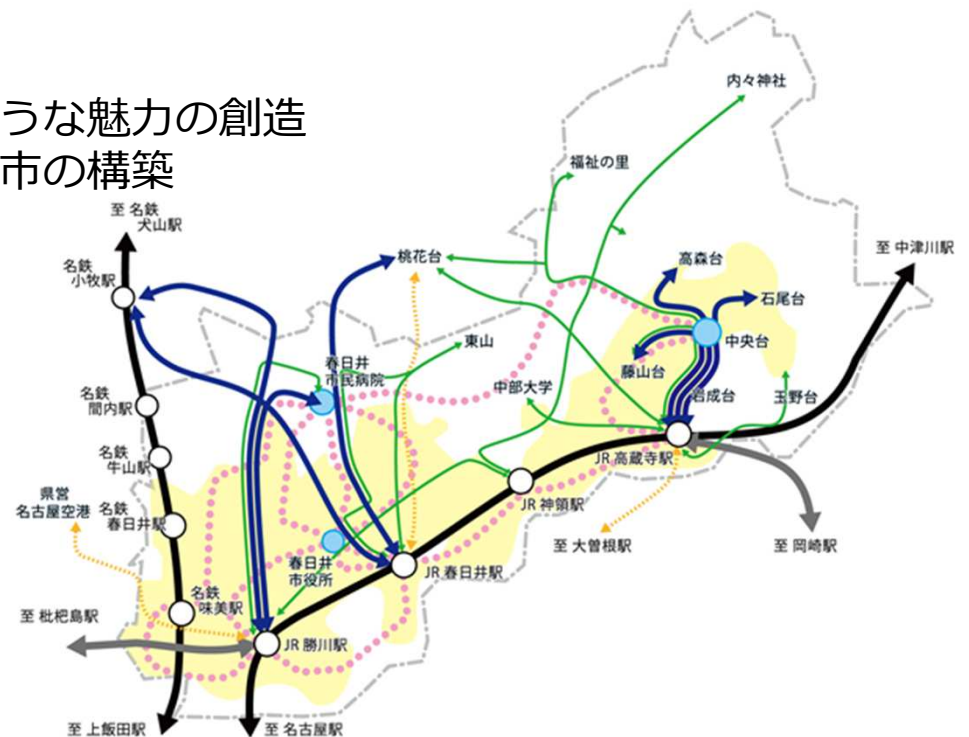 うな魅力の創造
市の構築
内々神社
福祉の里
至 名鉄
犬山駅
名鉄
小牧駅
桃花台
高森台
至 中津川駅
石尾台
中央台
東山
藤山台
春日井
市民病院
中部大学
岩成台
玉野台
名鉄
間内駅
名鉄
牛山駅
JR 高蔵寺駅
県営
名古屋空港
名鉄
春日井駅
JR 神領駅
至 大曽根駅
至 岡崎駅
春日井
市役所
JR 春日井駅
名鉄
味美駅
至 枇杷島駅
JR 勝川駅
至 上飯田駅
至 名古屋駅